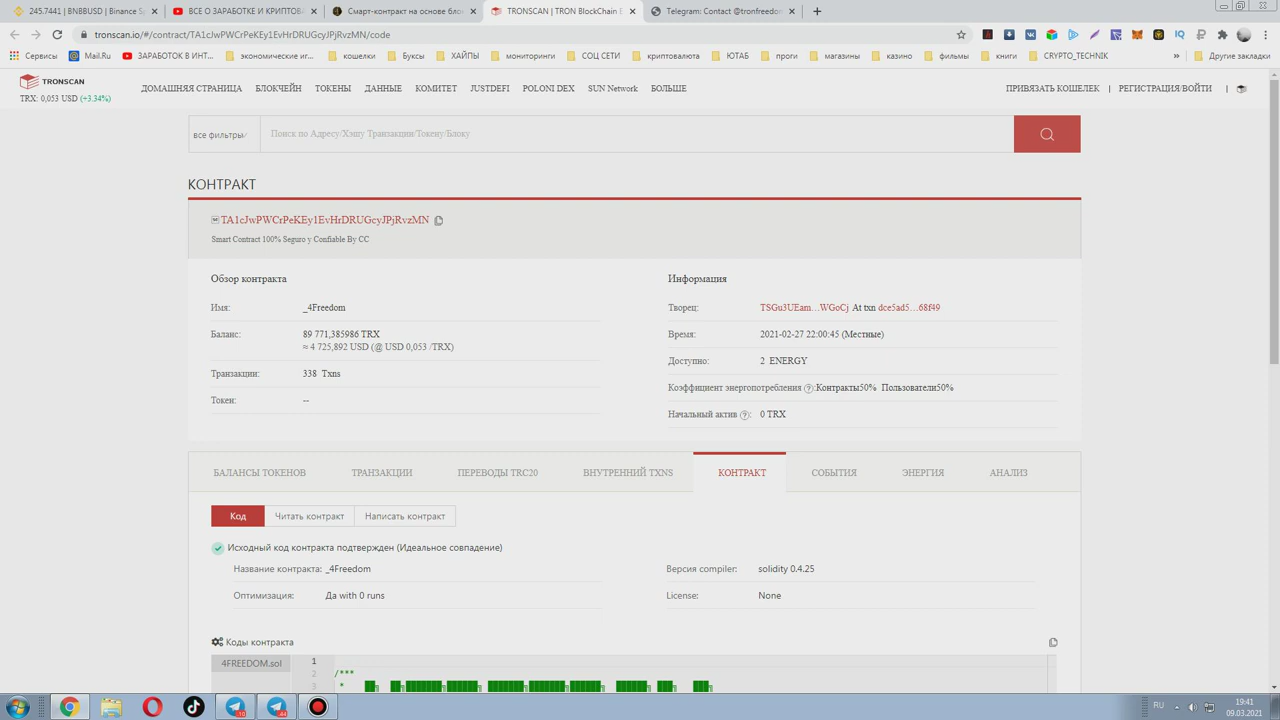 245.7441 | BNBBUSD | Binance Sp
ВСЕ О ЗАРАБОТКЕ И КРИПТОВА
Смарт-контракт на основе блок
TRONSCAN | TRON BlockChain E
Telegram: Contact @tronfreedom
tronscan.io/#/contract/TA1cJwPWCrPeKEy1EvHrDRUGcyJPjRvzMN/code
Сервисы
Mail.Ru
ЗАРАБОТОК В ИНТ...
экономические иг...
кошелки
Буксы
ХАЙПЫ
мониторинги
СОЦ СЕТИ
криптовалюта
ЮТАБ
проги
магазины
казино
фильмы
книги
CRYPTO_TECHNIK
»
Другие закладки
TRONSCAN
TRX: 0,053 USD (+3.34%)
ДОМАШНЯЯ СТРАНИЦА
БЛОКЧЕЙН
ТОКЕНЫ
ДАННЫЕ
КОМИТЕТ
JUSTDEFI
POLONI DEX
SUN Network
БОЛЬШЕ
ПРИВЯЗАТЬ КОШЕЛЕК | РЕГИСТРАЦИЯ/ВОЙТИ |
все фильтры
Поиск по Адресу/Хэшу Транзакции/Токену/Блоку
КОНТРАКТ
TA1cJwPWCrPeKEy1EvHrDRUGcyJPjRvzMN
Smart Contract 100% Seguro y Confiable By CC
Обзор контракта
Имя: _4Freedom
Баланс: 89 771,385986 TRX
≈ 4 725,892 USD (@ USD 0,053 /TRX)
Транзакции: 338 Txns
Токен: --
Информация
Творец: TSGu3UEam…WGoCj At txn dce5ad5…68f49
Время: 2021-02-27 22:00:45 (Местные)
Доступно: 2 ENERGY
Коэффициент энергопотребления ?:Контракты50% Пользователи50%
Начальный актив ?: 0 TRX
БАЛАНСЫ ТОКЕНОВ
ТРАНЗАКЦИИ
ПЕРЕВОДЫ TRC20
ВНУТРЕННИЙ TXNS
КОНТРАКТ
СОБЫТИЯ
ЭНЕРГИЯ
АНАЛИЗ
Код
Читать контракт
Написать контракт
Исходный код контракта подтвержден (Идеальное совпадение)
Название контракта: _4Freedom
Версия compiler: solidity 0.4.25
Оптимизация: Да with 0 runs
License: None
Коды контракта
4FREEDOM.sol
1
2 /***
3 *
RU
19:41
09.03.2021